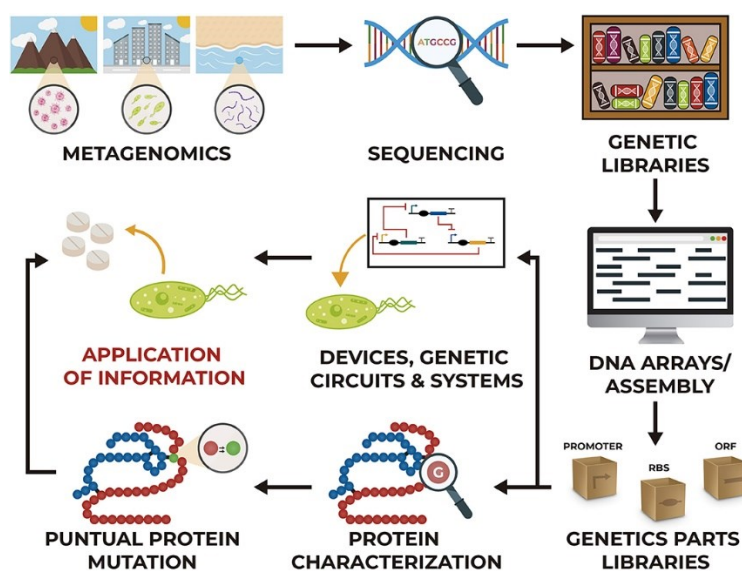 ATGCCG
METAGENOMICS
SEQUENCING
GENETIC
LIBRARIES
APPLICATION
OF INFORMATION
DEVICES, GENETIC
CIRCUITS & SYSTEMS
DNA ARRAYS/
ASSEMBLY
PROMOTER
RBS
ORF
G
PUNTUAL PROTEIN
MUTATION
PROTEIN
CHARACTERIZATION
GENETICS PARTS
LIBRARIES